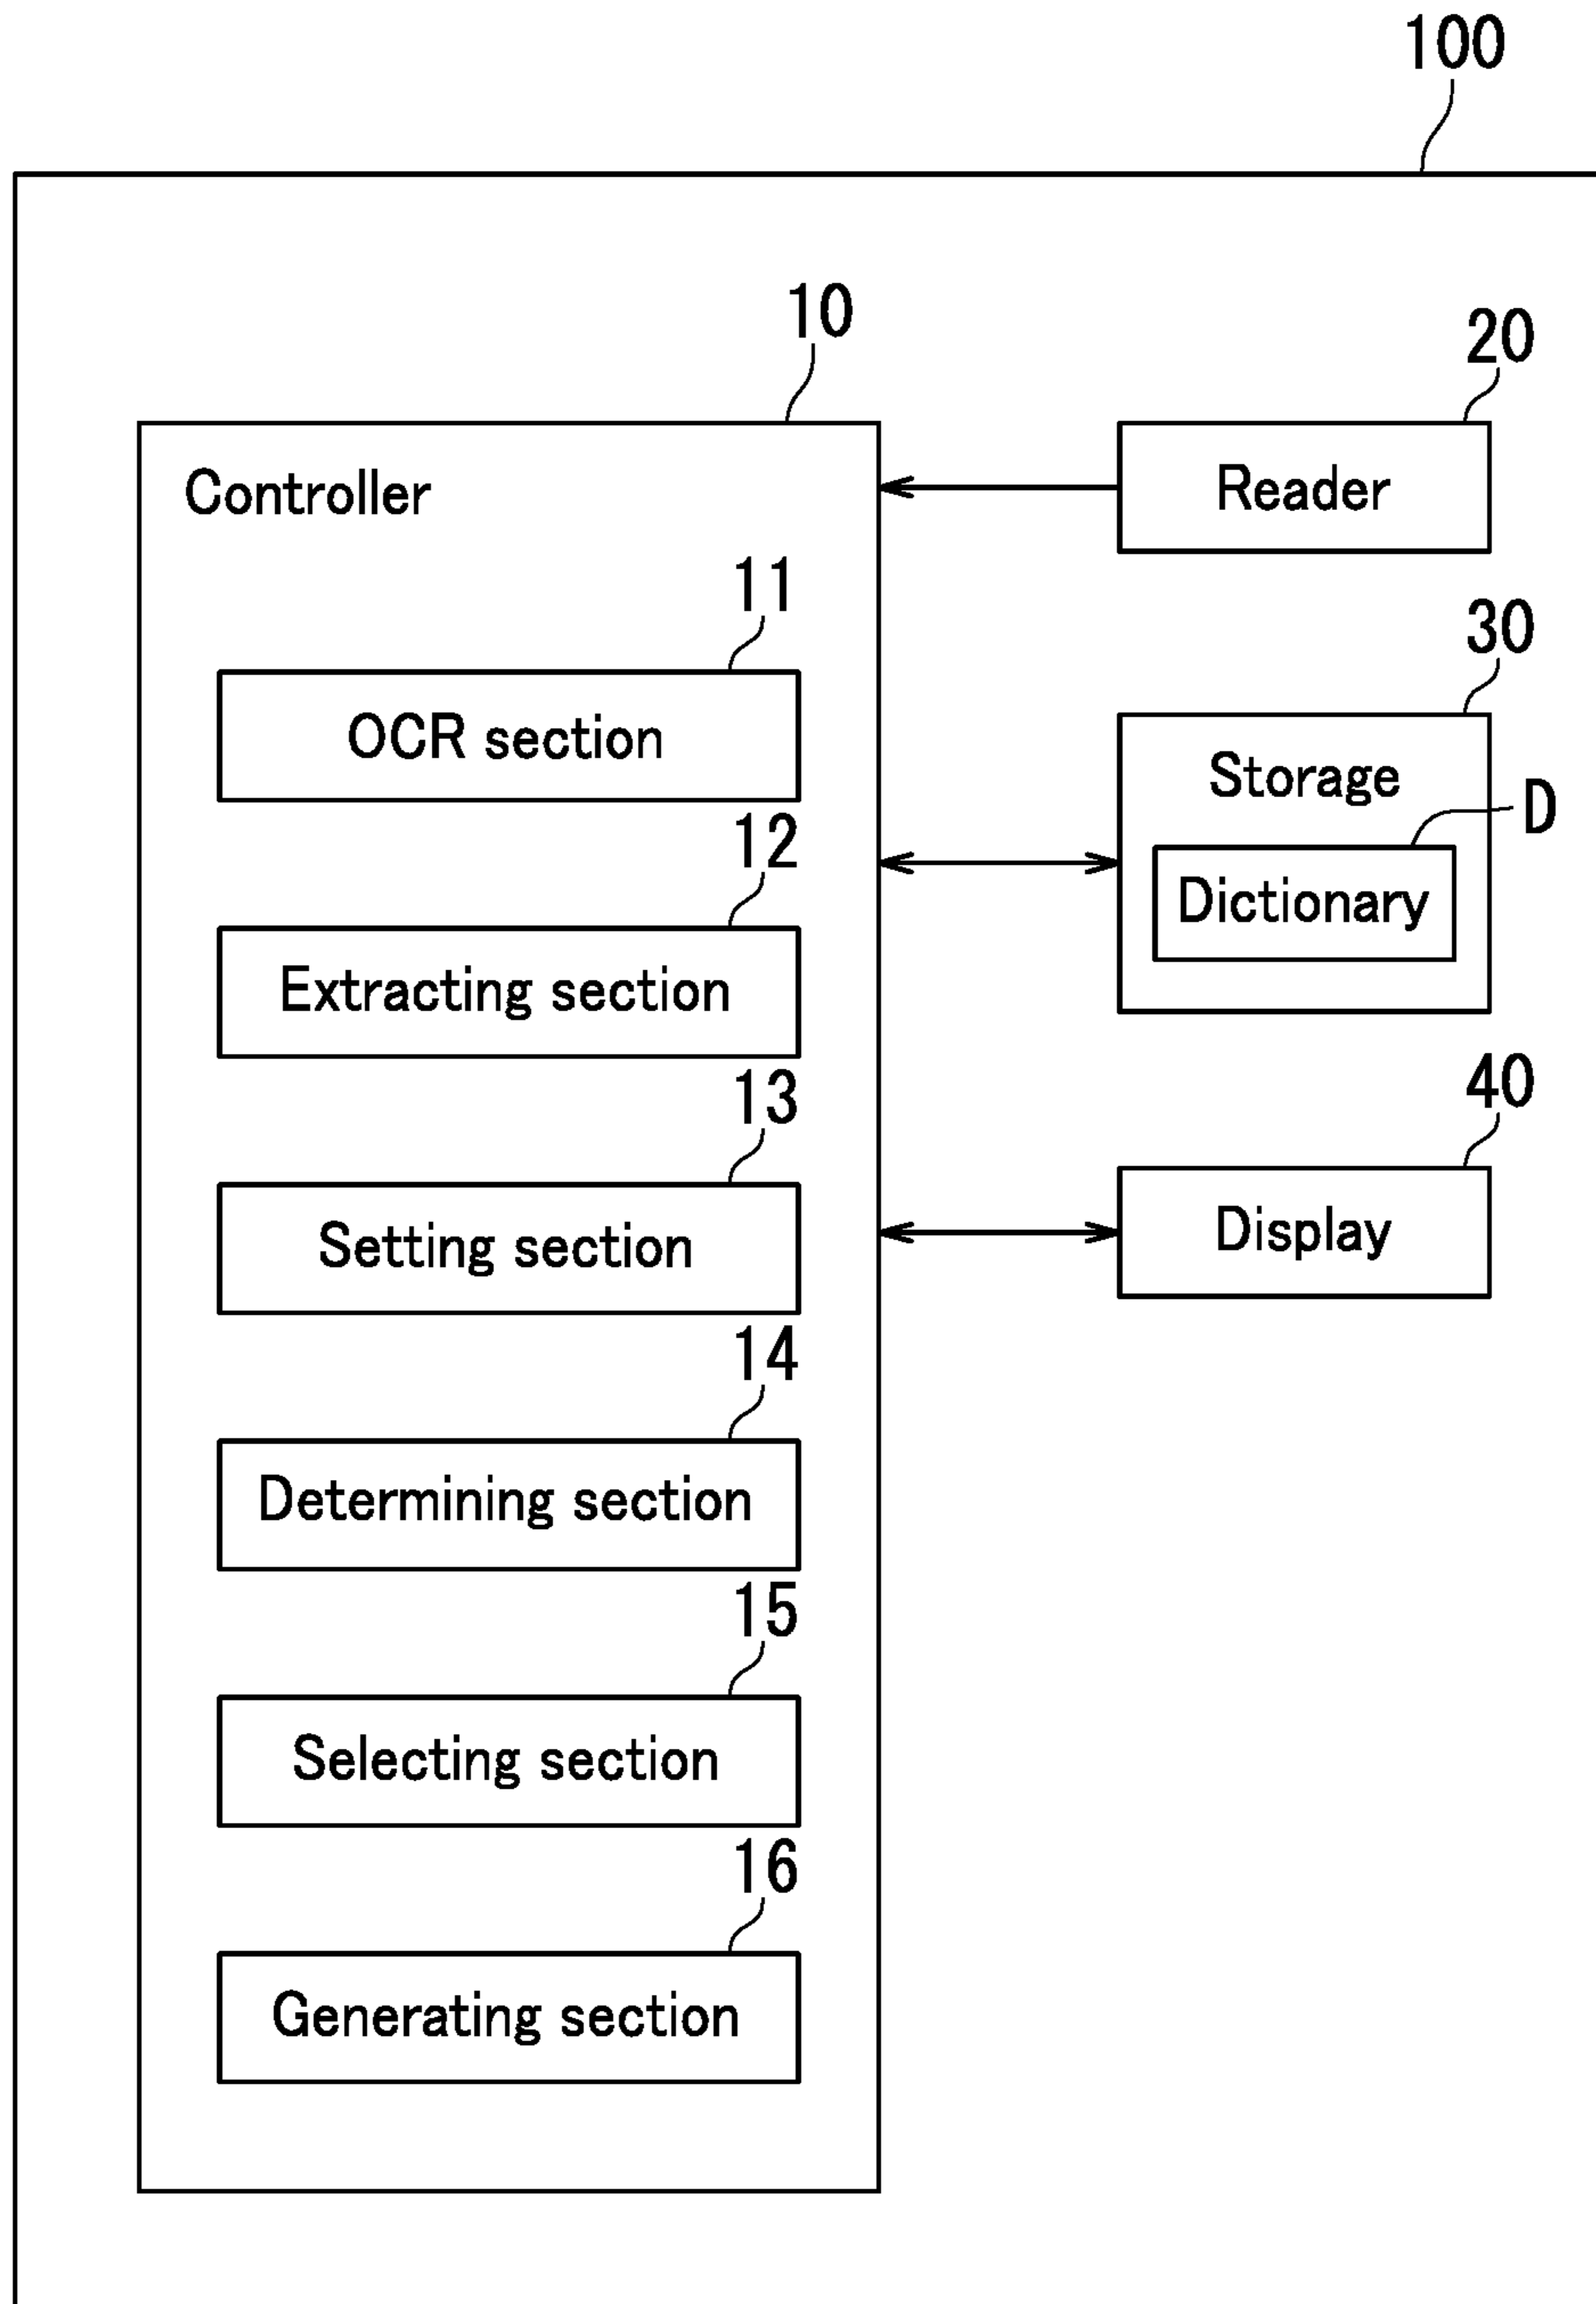 100
10
Controller
11
OCR section
12
Extracting section
13
Setting section
14
Determining section
15
Selecting section
16
Generating section
20
Reader
30
Storage
D
Dictionary
40
Display